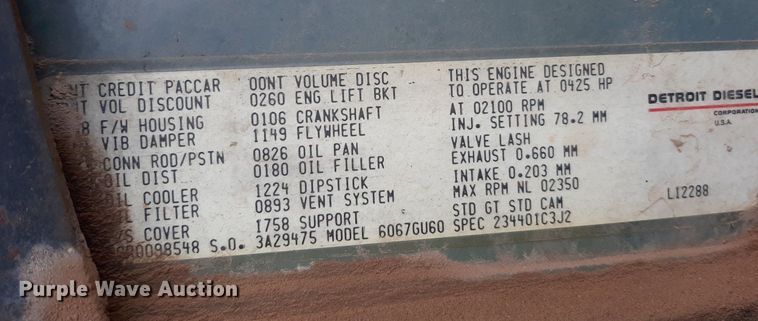 CREDIT PACCAR 00NT VOLUME DISC THIS ENGINE DESIGNED
VOL DISCOUNT 0260 ENG LIFT BKT TO OPERATE AT 0425 HP
F/W HOUSING 0106 CRANKSHAFT AT 02100 RPM
VIB DAMPER 1149 FLYWHEEL INJ. SETTING 78.2 MM
CONN ROD/PSTN 0826 OIL PAN VALVE LASH
OIL DIST 0180 OIL FILLER EXHAUST 0.660 MM
OIL COOLER 1224 DIPSTICK INTAKE 0.203 MM
OIL FILTER 0893 VENT SYSTEM MAX RPM NL 02350
COVER 1758 SUPPORT STD GT STD CAM
S.O. 3A29475 MODEL 6067GU60 SPEC 234401C3J2
DETROIT DIESEL
CORPORATION
U.S.A.
LI2288
Purple Wave Auction